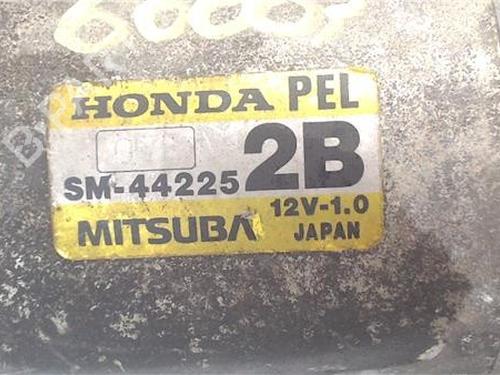 HONDA PEL
2B
SM-44225
12V-1.0
MITSUBA JAPAN